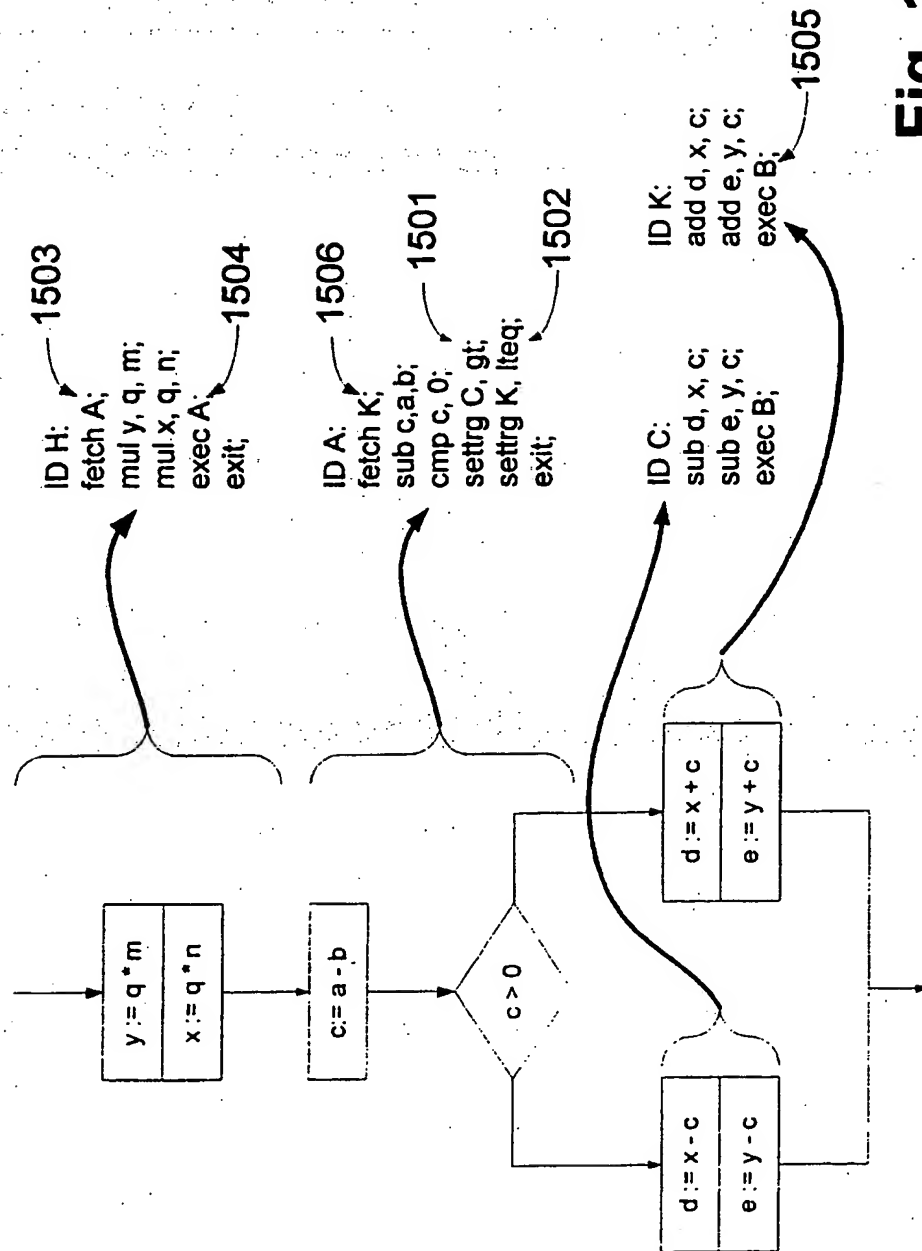 y := q * m
x := q * n
c := a - b
c > 0
d := x - c
e := y - c
d := x + c
e := y + c
1503
ID H:
fetch A;
mul y, q, m;
mul x, q, n;
exec A;
exit;
1504
1506
ID A:
fetch K;
sub c,a,b;
cmp c, 0;
settrg C, gt;
settrg K, lteq;
exit;
1501
1502
ID C:
sub d, x, c;
sub e, y, c;
exec B;
ID K:
add d, x, c;
add e, y, c;
exec B;
1505
Fig.